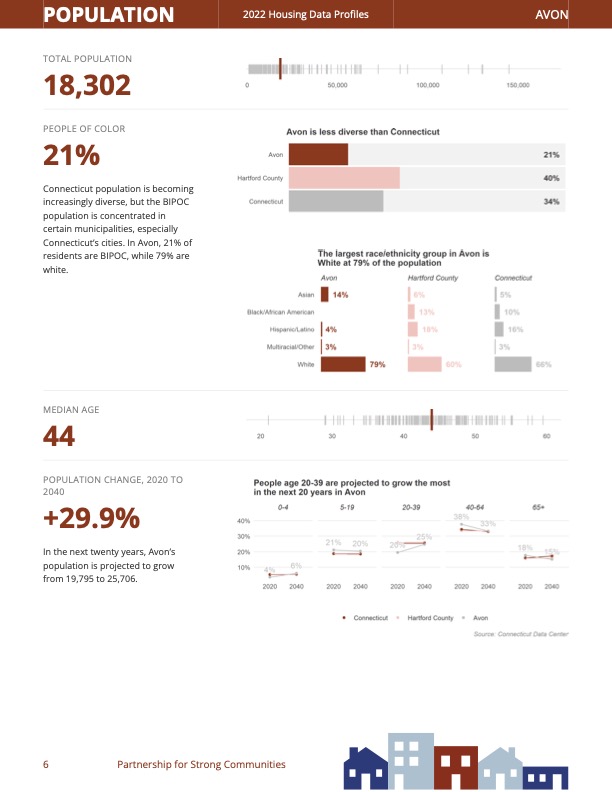 POPULATION
2022 Housing Data Profiles
AVON
TOTAL POPULATION
18,302
0 50,000 100,000 150,000
PEOPLE OF COLOR
21%
Connecticut population is becoming
increasingly diverse, but the BIPOC
population is concentrated in
certain municipalities, especially
Connecticut's cities. In Avon, 21% of
residents are BIPOC, while 79% are
white.
Avon is less diverse than Connecticut
Avon 21%
Hartford County 40%
Connecticut 34%
The largest race/ethnicity group in Avon is
White at 79% of the population
Avon Hartford County Connecticut
Asian 14% 6% 5%
Black/African American 13% 10%
Hispanic/Latino 4% 18% 16%
Multiracial/Other 3% 3% 3%
White 79% 60% 66%
MEDIAN AGE
44
20 30 40 50 60
POPULATION CHANGE, 2020 TO
2040
+29.9%
In the next twenty years, Avon's
population is projected to grow
from 19,795 to 25,706.
People age 20-39 are projected to grow the most
in the next 20 years in Avon
0-4 5-19 20-39 40-64 65+
40%
30%
20%
10%
4% 6% 21% 20% 20% 25% 38% 33% 18% 15%
2020 2040 2020 2040 2020 2040 2020 2040 2020 2040
Connecticut Hartford County Avon
Source: Connecticut Data Center
6
Partnership for Strong Communities